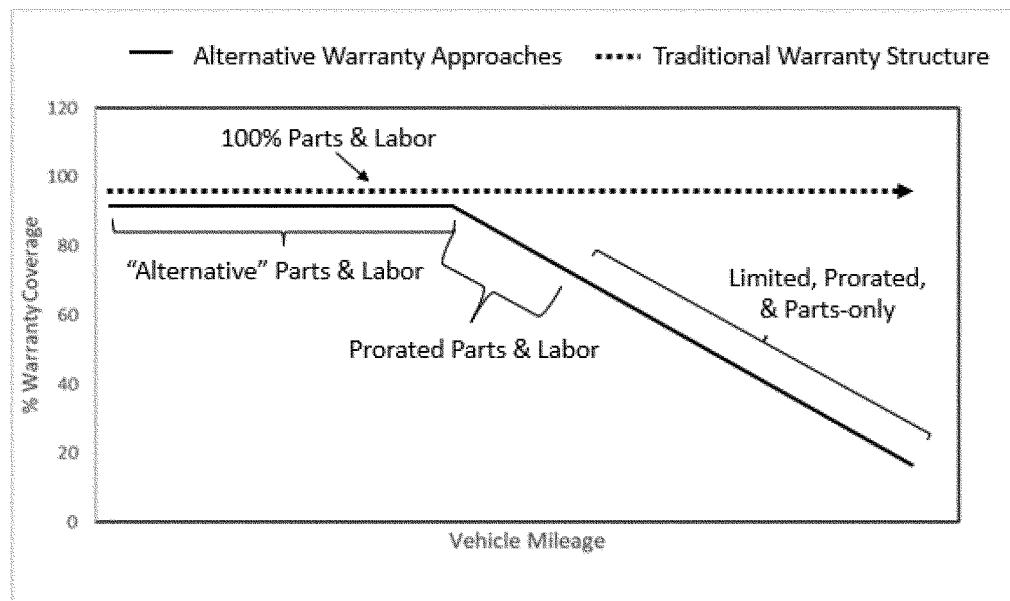 Alternative Warranty Approaches
Traditional Warranty Structure
120
100
80
60
40
20
0
% Warranty Coverage
100% Parts & Labor
“Alternative” Parts & Labor
Prorated Parts & Labor
Limited, Prorated,
& Parts-only
Vehicle Mileage